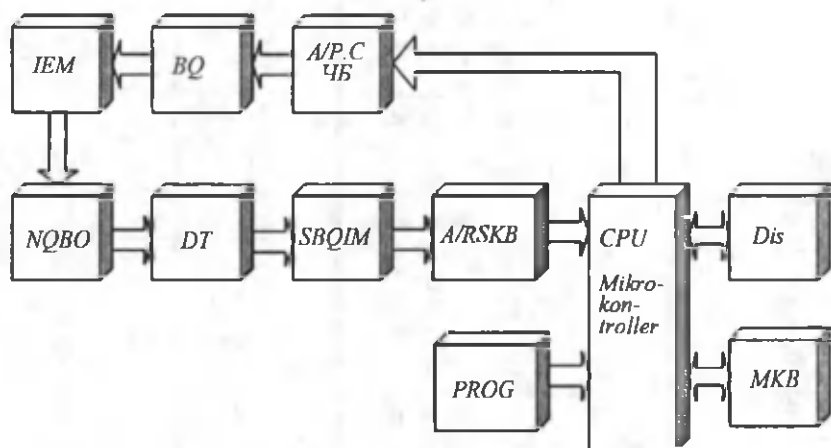 IEM
BQ
A/P.C
ЧБ
NQBO
DT
SBQIM
A/RSKB
CPU
Mikro-
kon-
troller
Dis
PROG
MKB